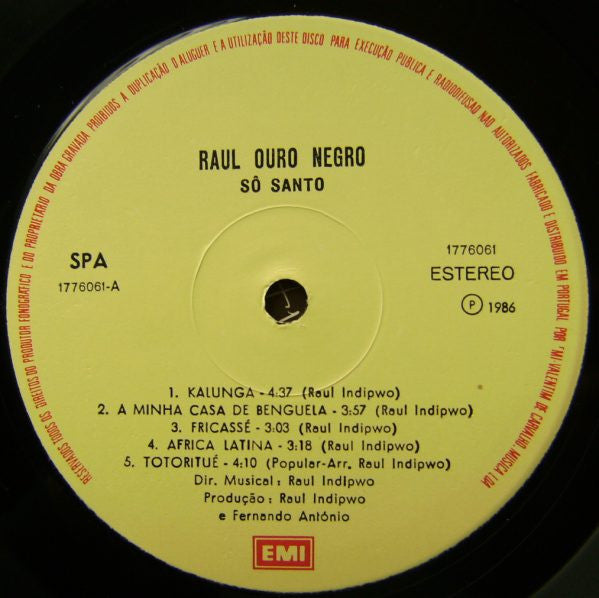 RESERVADOS TODOS OS DIREITOS DO PRODUTOR FONOGRÁFICO E DO PROPRIETÁRIO DA OBRA GRAVADA PROIBIDOS A DUPLICAÇÃO O ALUGUER E A UTILIZAÇÃO DESTE DISCO PARA EXECUÇÃO PUBLICA E RADIODIFUSÃO NÃO AUTORIZADOS FABRICADO E DISTRIBUIDO EM PORTUGAL POR EMI-VALENTIM DE CARVALHO, MUSICA LDA
RAUL OURO NEGRO
SÔ SANTO
SPA
1776061-A
1776061
ESTEREO
Ⓟ 1986
1. KALUNGA - 4:37 (Raul Indipwo)
2. A MINHA CASA DE BENGUELA - 3:57 (Raul Indipwo)
3. FRICASSÉ - 3:03 (Raul Indipwo)
4. AFRICA LATINA - 3:18 (Raul Indipwo)
5. TOTORITUÉ - 4:10 (Popular-Arr. Raul Indipwo)
Dir. Musical: Raul Indipwo
Produção: Raul Indipwo
e Fernando António
EMI